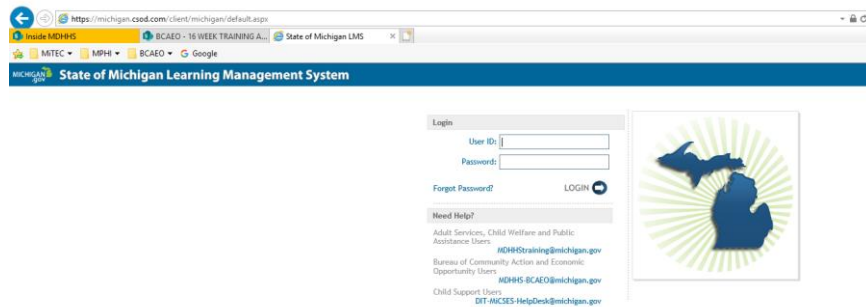 https://michigan.csod.com/client/michigan/default.aspx
Inside MDHHS
BCAEO - 16 WEEK TRAINING A...
State of Michigan LMS
MiTEC
MPHI
BCAEO
G Google
MICHIGAN.gov
State of Michigan Learning Management System
Login
User ID:
Password:
Forgot Password?
LOGIN
Need Help?
Adult Services, Child Welfare and Public
Assistance Users
MDHHStraining@michigan.gov
Bureau of Community Action and Economic
Opportunity Users
MDHHS-BCAEO@michigan.gov
Child Support Users
DIT-MiCSES-HelpDesk@michigan.gov